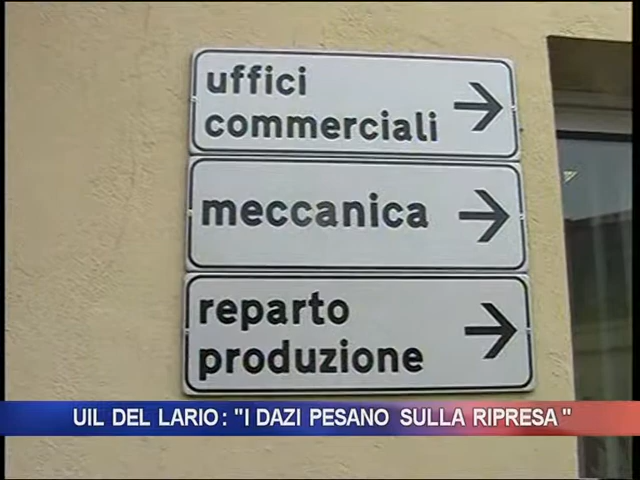 uffici
commerciali
meccanica
reparto
produzione
UIL DEL LARIO: "I DAZI PESANO SULLA RIPRESA"